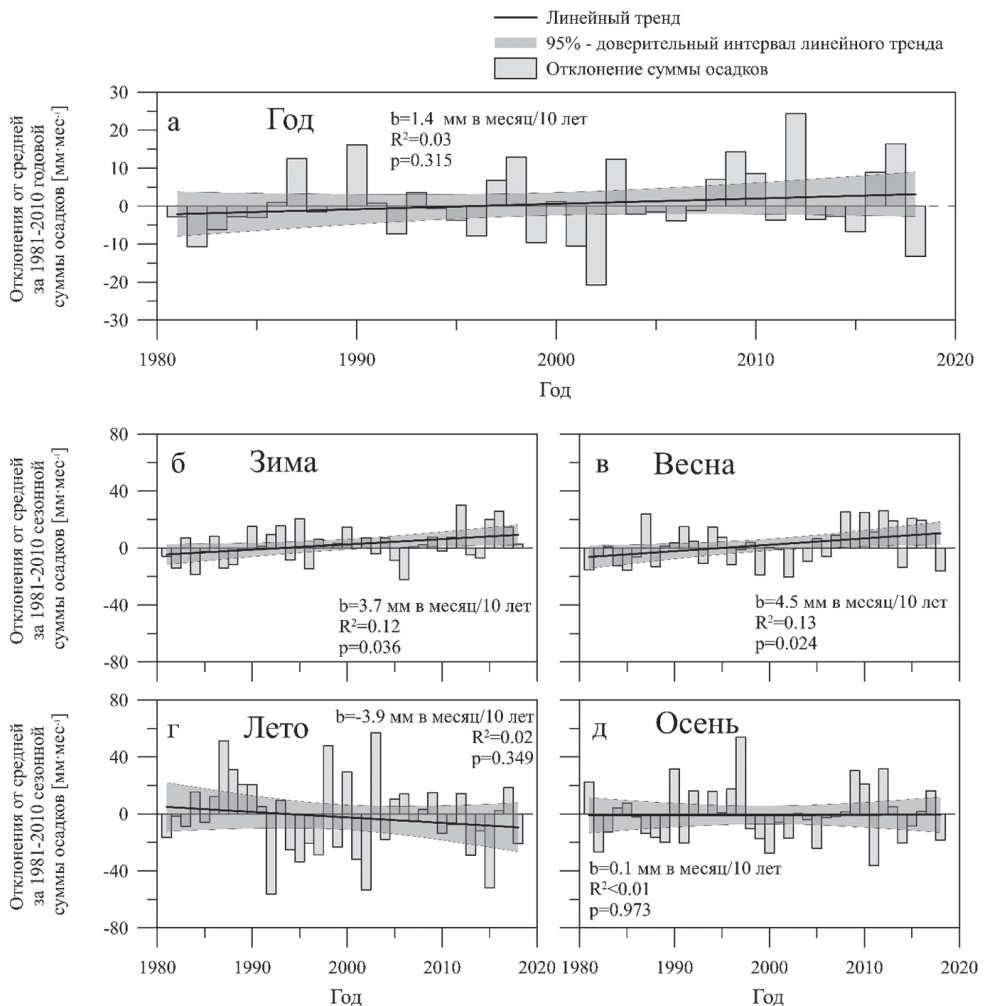 Линейный тренд
95% - доверительный интервал линейного тренда
Отклонение суммы осадков
Отклонения от средней
за 1981-2010 годовой
суммы осадков [мм·мес⁻¹]
30
20
10
0
-10
-20
-30
а Год
b=1.4 мм в месяц/10 лет
R²=0.03
p=0.315
1980 1990 2000 2010 2020
Год
Отклонения от средней
за 1981-2010 сезонной
суммы осадков [мм·мес⁻¹]
80
40
0
-40
-80
б Зима
b=3.7 мм в месяц/10 лет
R²=0.12
p=0.036
в Весна
b=4.5 мм в месяц/10 лет
R²=0.13
p=0.024
Отклонения от средней
за 1981-2010 сезонной
суммы осадков [мм·мес⁻¹]
80
40
0
-40
-80
г Лето
b=-3.9 мм в месяц/10 лет
R²=0.02
p=0.349
1980 1990 2000 2010 2020
Год
д Осень
b=0.1 мм в месяц/10 лет
R²<0.01
p=0.973
1980 1990 2000 2010 2020
Год